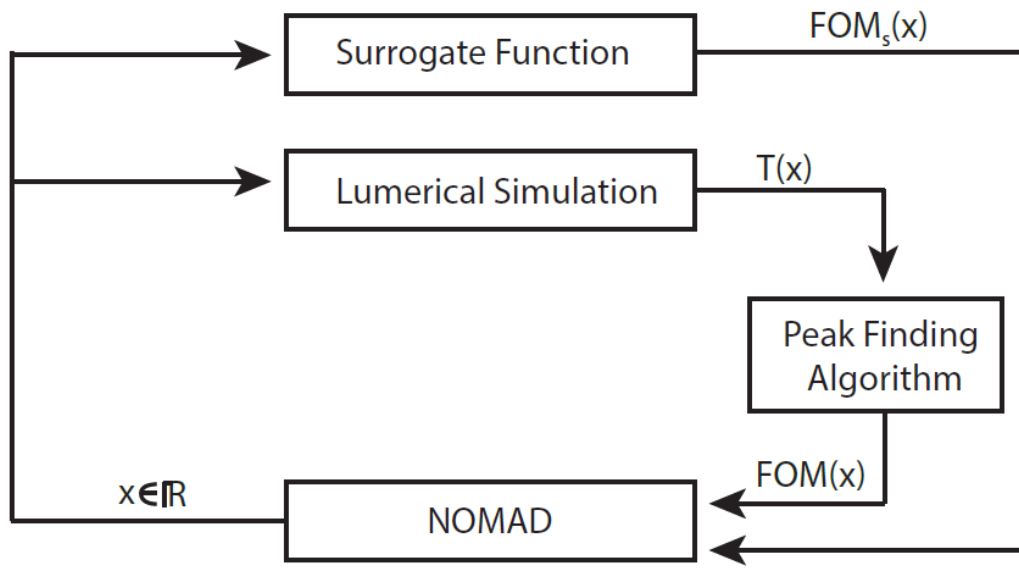 Surrogate Function
FOMₛ(x)
Lumerical Simulation
T(x)
Peak Finding
Algorithm
FOM(x)
x∈ℝ
NOMAD